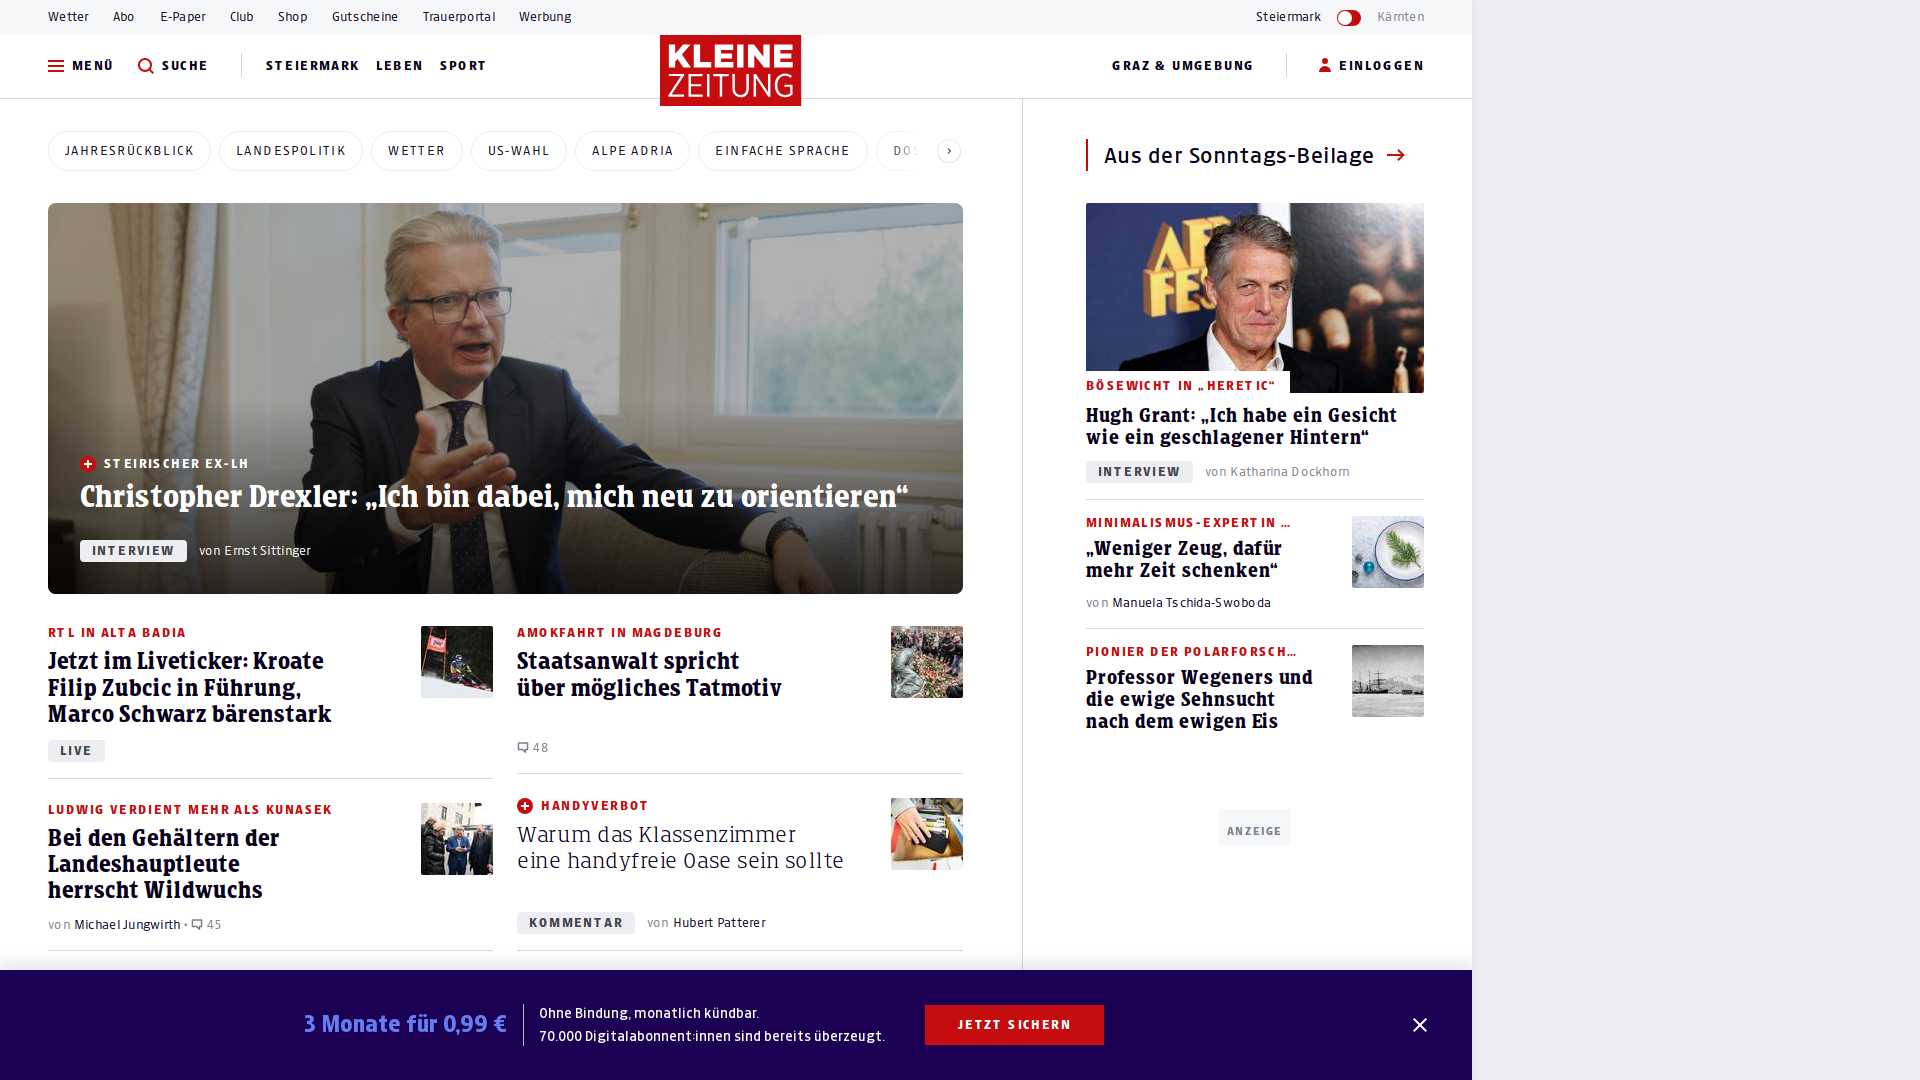 Wetter Abo E-Paper Club Shop Gutscheine Trauerportal Werbung Steiermark Kärnten
MENÜ SUCHE STEIERMARK LEBEN SPORT KLEINE ZEITUNG GRAZ & UMGEBUNG EINLOGGEN
JAHRESRÜCKBLICK LANDESPOLITIK WETTER US-WAHL ALPE ADRIA EINFACHE SPRACHE
STEIRISCHER EX-LH
Christopher Drexler: „Ich bin dabei, mich neu zu orientieren“
INTERVIEW von Ernst Sittinger
RTL IN ALTA BADIA
Jetzt im Liveticker: Kroate
Filip Zubcic in Führung,
Marco Schwarz bärenstark
LIVE
AMOKFAHRT IN MAGDEBURG
Staatsanwalt spricht
über mögliches Tatmotiv
48
LUDWIG VERDIENT MEHR ALS KUNASEK
Bei den Gehältern der
Landeshauptleute
herrscht Wildwuchs
von Michael Jungwirth • 45
HANDYVERBOT
Warum das Klassenzimmer
eine handyfreie Oase sein sollte
KOMMENTAR von Hubert Patterer
Aus der Sonntags-Beilage
BÖSEWICHT IN „HERETIC“
Hugh Grant: „Ich habe ein Gesicht
wie ein geschlagener Hintern“
INTERVIEW von Katharina Dockhorn
MINIMALISMUS-EXPERTIN ...
„Weniger Zeug, dafür
mehr Zeit schenken“
von Manuela Tschida-Swoboda
PIONIER DER POLARFORSCH...
Professor Wegeners und
die ewige Sehnsucht
nach dem ewigen Eis
ANZEIGE
3 Monate für 0,99 €
Ohne Bindung, monatlich kündbar.
70.000 Digitalabonnent:innen sind bereits überzeugt.
JETZT SICHERN